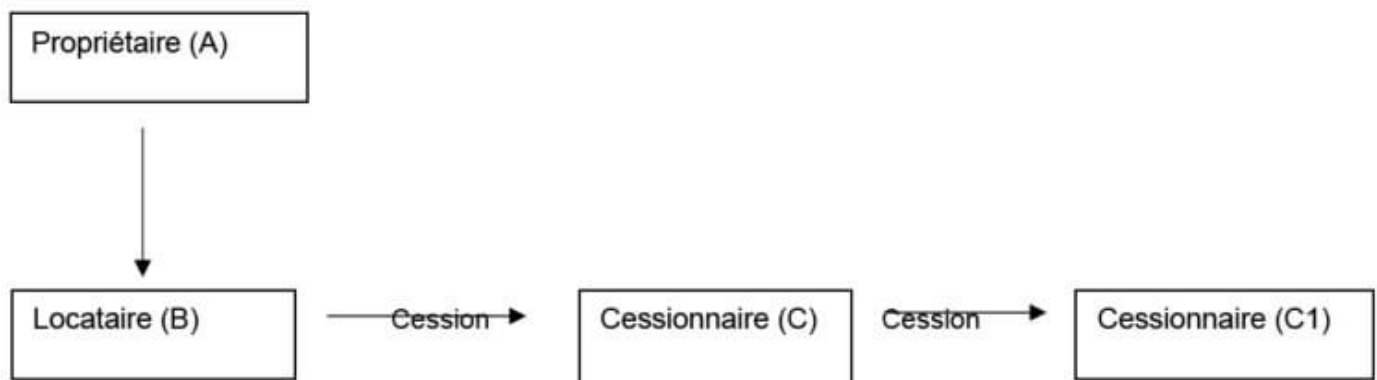 Propriétaire (A)
Locataire (B)
Cession
Cessionnaire (C)
Cession
Cessionnaire (C1)